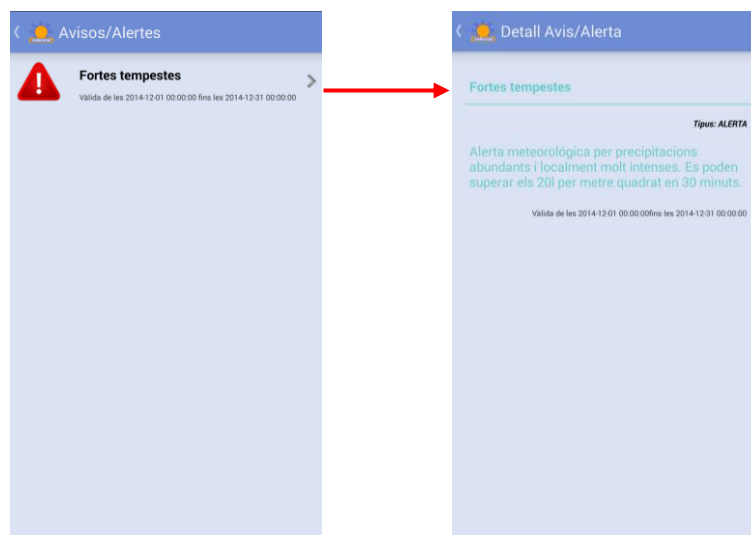 Avisos/Alertes
Fortes tempestes
Vàlida de les 2014-12-01 00:00:00 fins les 2014-12-31 00:00:00
Detall Avis/Alerta
Fortes tempestes
Tipus: ALERTA
Alerta meteorológica per precipitacions
abundants i localment molt intenses. Es poden
superar els 20l per metre quadrat en 30 minuts.
Vàlida de les 2014-12-01 00:00:00fins les 2014-12-31 00:00:00